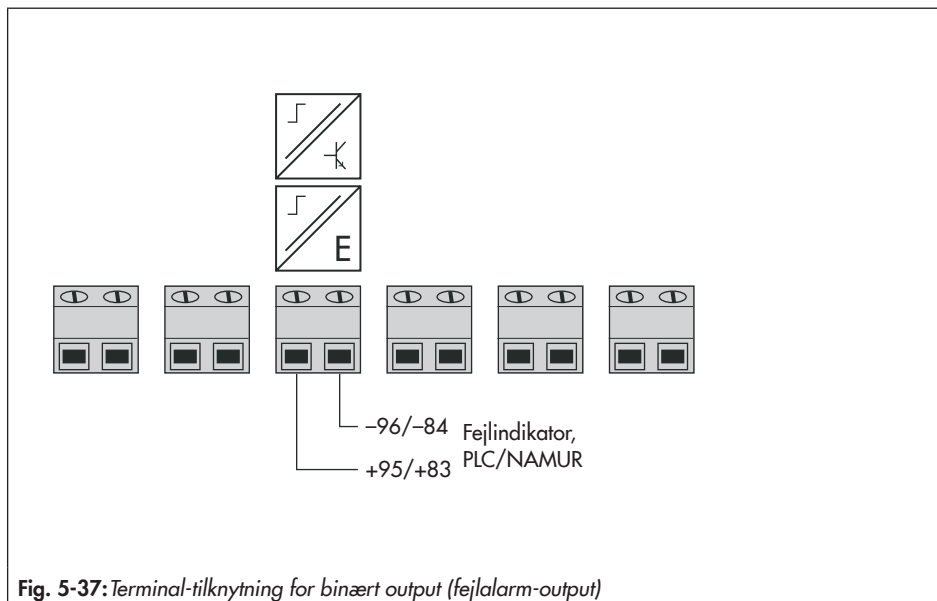 E
–96/–84 Fejlindikator,
+95/+83 PLC/NAMUR
Fig. 5-37: Terminal-tilknytning for binært output (fejlalarm-output)